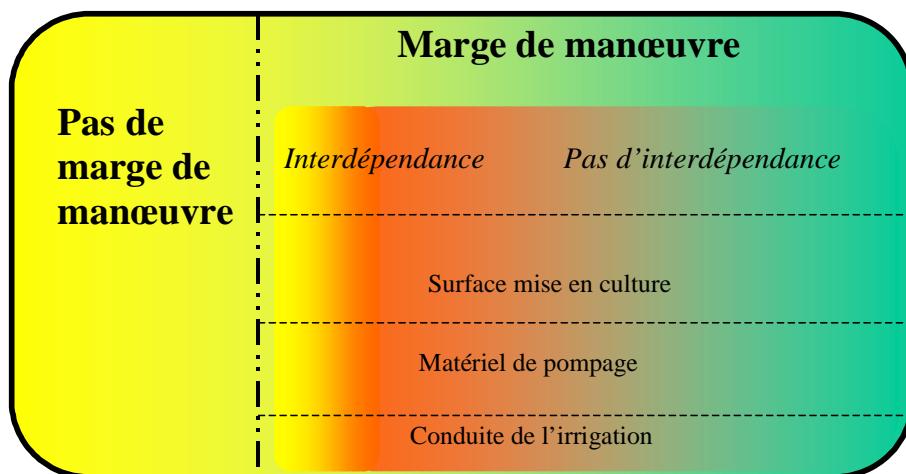 Marge de manœuvre
Pas de
marge de
manœuvre
Interdépendance
Pas d’interdépendance
Surface mise en culture
Matériel de pompage
Conduite de l’irrigation